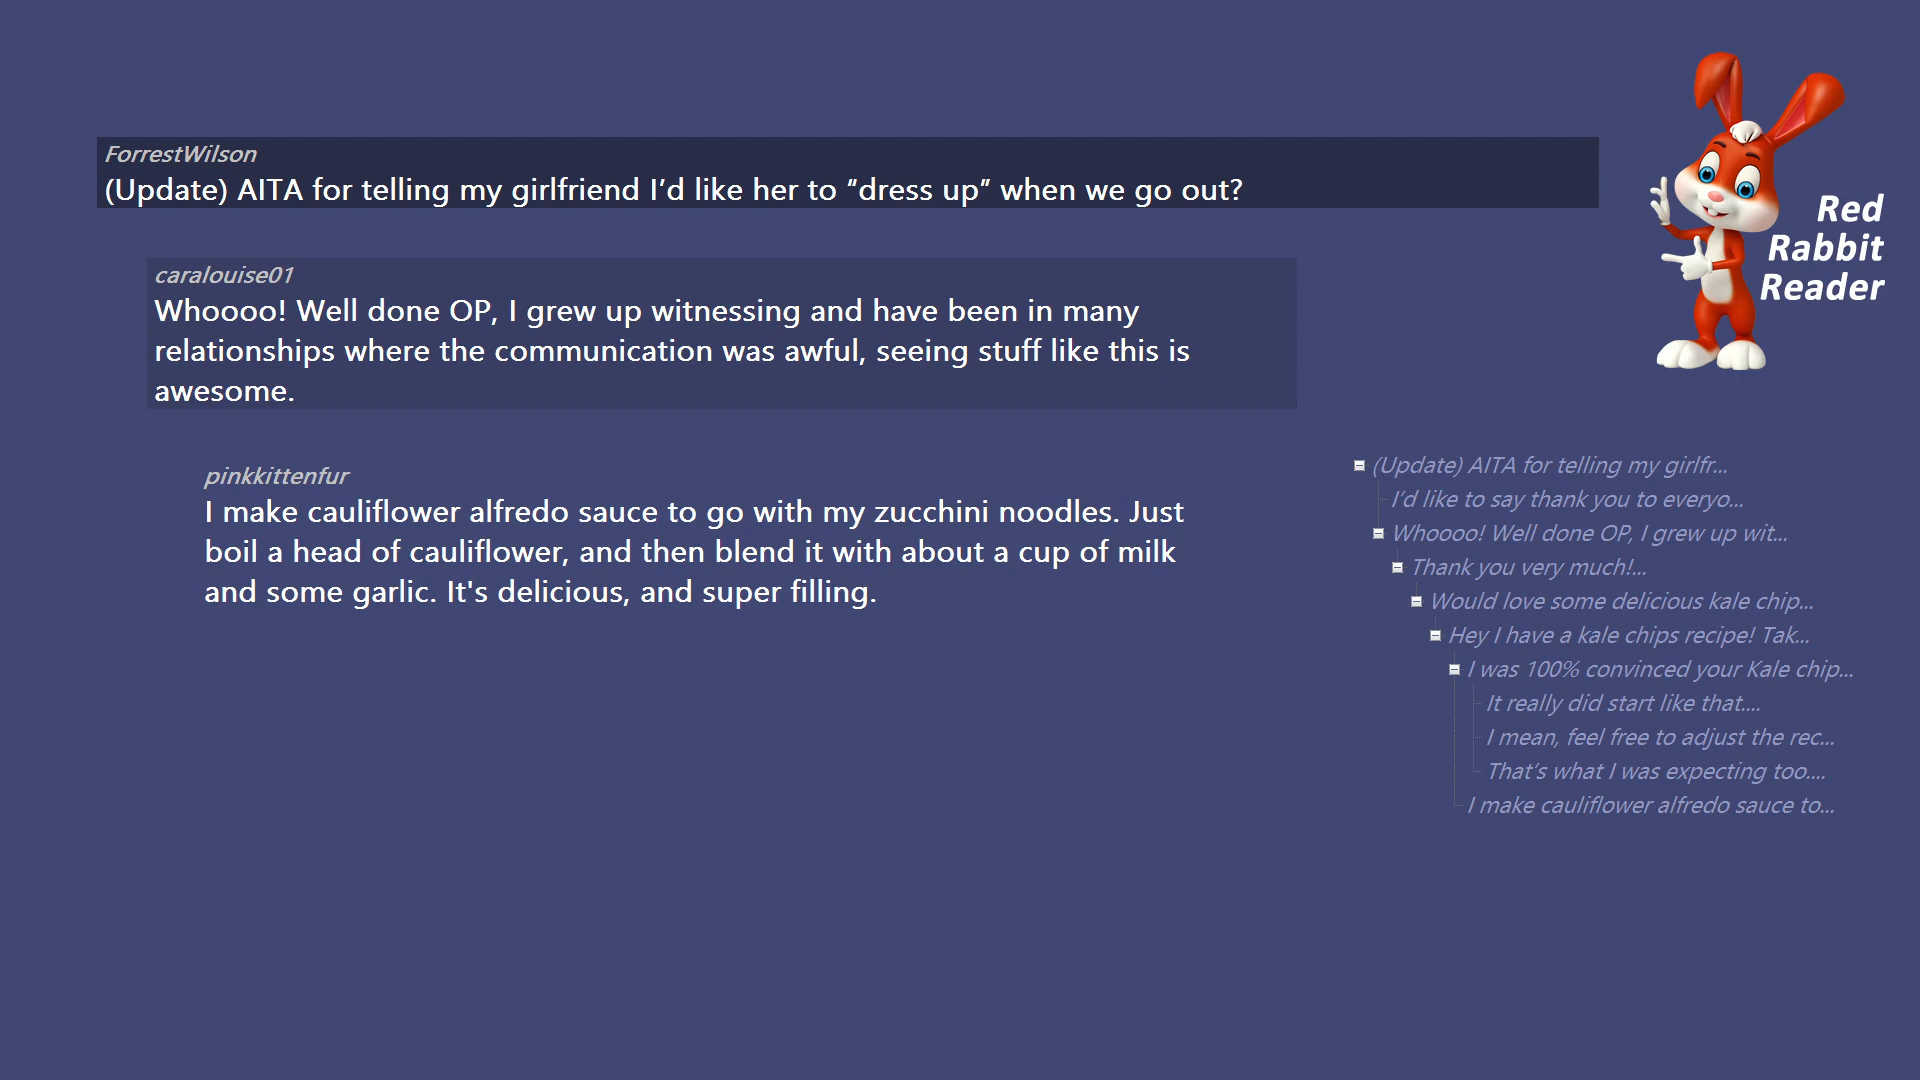 ForrestWilson
(Update) AITA for telling my girlfriend I’d like her to “dress up” when we go out?
caralouise01
Whoooo! Well done OP, I grew up witnessing and have been in many
relationships where the communication was awful, seeing stuff like this is
awesome.
pinkkittenfur
I make cauliflower alfredo sauce to go with my zucchini noodles. Just
boil a head of cauliflower, and then blend it with about a cup of milk
and some garlic. It's delicious, and super filling.
Red
Rabbit
Reader
(Update) AITA for telling my girlfr...
I’d like to say thank you to everyo...
Whoooo! Well done OP, I grew up wit...
Thank you very much!...
Would love some delicious kale chip...
Hey I have a kale chips recipe! Tak...
I was 100% convinced your Kale chip...
It really did start like that....
I mean, feel free to adjust the rec...
That’s what I was expecting too....
I make cauliflower alfredo sauce to...